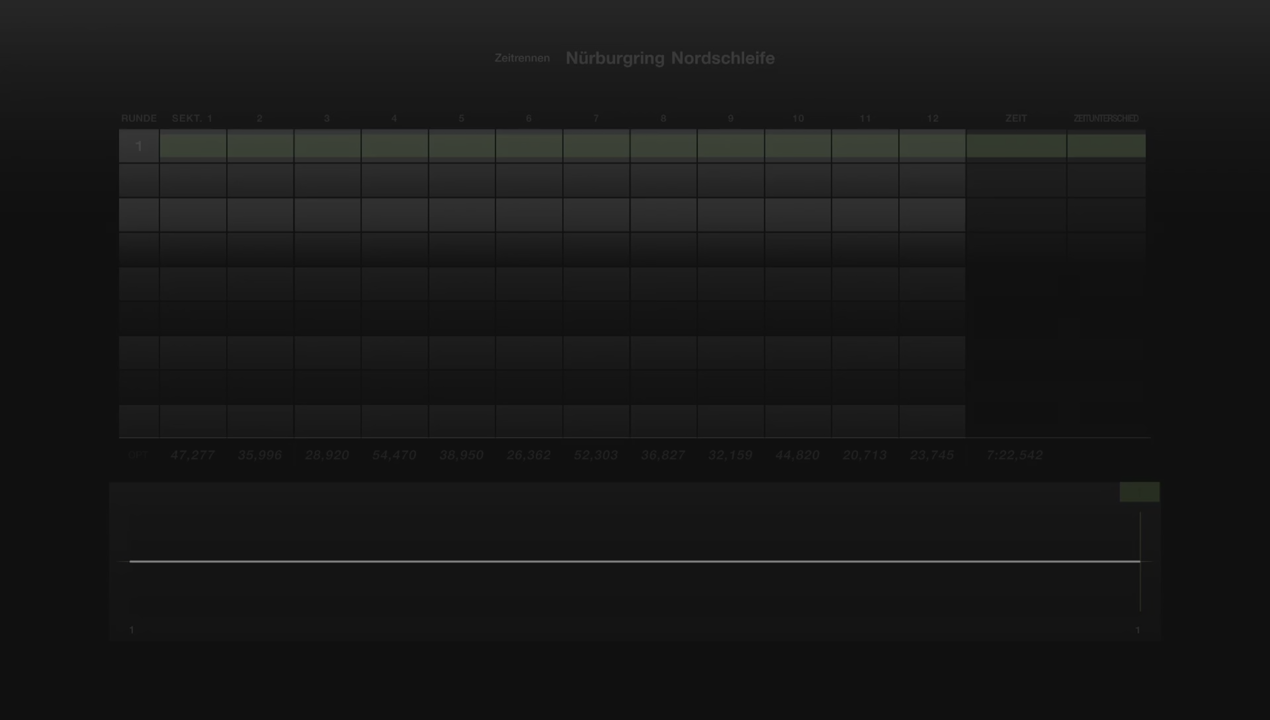 Zeitrennen Nürburgring Nordschleife
RUNDE SEKT. 1 2 3 4 5 6 7 8 9 10 11 12 ZEIT ZEITUNTERSCHIED
1
47,277 35,996 28,920 54,470 38,950 26,362 52,303 36,827 32,159 44,820 20,713 23,745 7:22,542
1 1